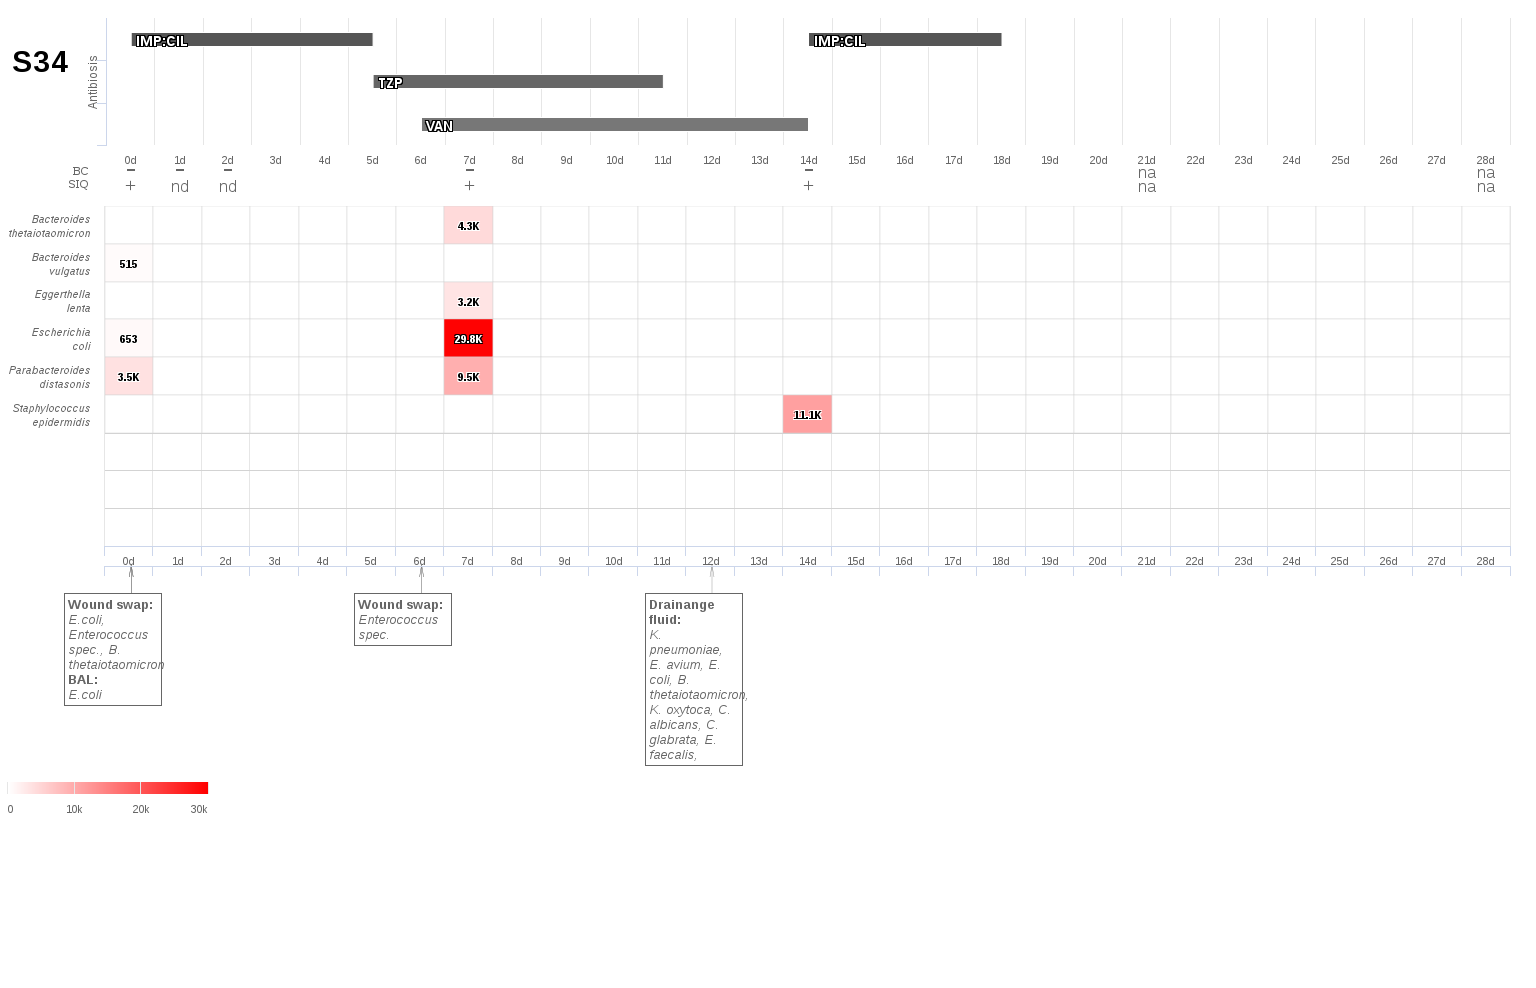 IMP:CIL IMP:CIL
S34
Antibiosis
TZP
VAN
0d 1d 2d 3d 4d 5d 6d 7d 8d 9d 10d 11d 12d 13d 14d 15d 16d 17d 18d 19d 20d 21d 22d 23d 24d 25d 26d 27d 28d
BC – – – – – na na
SIQ + nd nd + + na na
Bacteroides
thetaiotaomicron
4.3K
Bacteroides
vulgatus
515
Eggerthella
lenta
3.2K
Escherichia
coli
653 29.8K
Parabacteroides
distasonis
3.5K 9.5K
Staphylococcus
epidermidis
11.1K
0d 1d 2d 3d 4d 5d 6d 7d 8d 9d 10d 11d 12d 13d 14d 15d 16d 17d 18d 19d 20d 21d 22d 23d 24d 25d 26d 27d 28d
Wound swap:
E.coli,
Enterococcus
spec., B.
thetaiotaomicron
BAL:
E.coli
Wound swap:
Enterococcus
spec.
Drainange
fluid:
K.
pneumoniae,
E. avium, E.
coli, B.
thetaiotaomicron,
K. oxytoca, C.
albicans, C.
glabrata, E.
faecalis,
0 10k 20k 30k